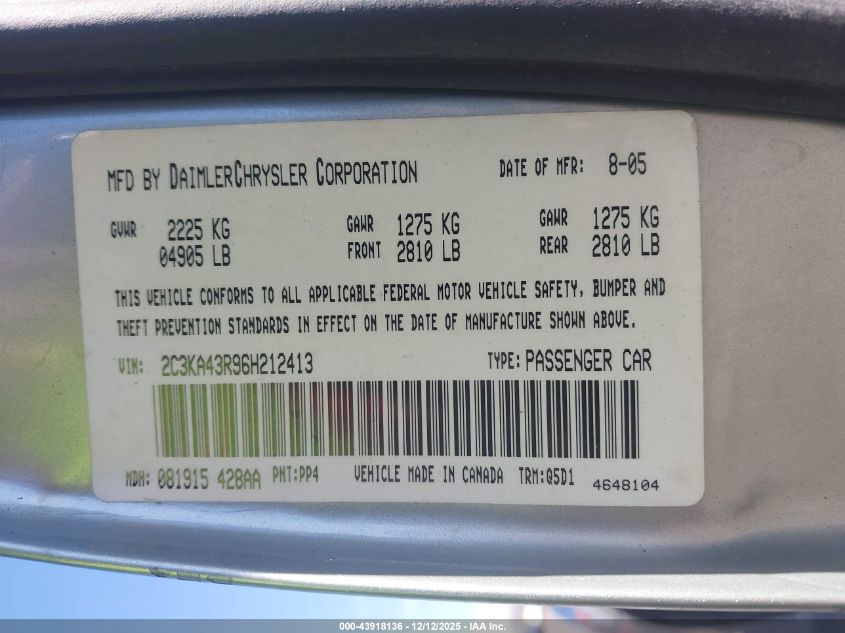 MFD BY DAIMLERCHRYSLER CORPORATION DATE OF MFR: 8-05
GVWR 2225 KG GAWR 1275 KG GAWR 1275 KG
04905 LB FRONT 2810 LB REAR 2810 LB
THIS VEHICLE CONFORMS TO ALL APPLICABLE FEDERAL MOTOR VEHICLE SAFETY, BUMPER AND
THEFT PREVENTION STANDARDS IN EFFECT ON THE DATE OF MANUFACTURE SHOWN ABOVE.
VIN: 2C3KA43R96H212413 TYPE: PASSENGER CAR
MDH: 081915 428AA PNT:PP4 VEHICLE MADE IN CANADA TRM:Q5D1 4648104
000-43918136 - 12/12/2025 - IAA Inc.